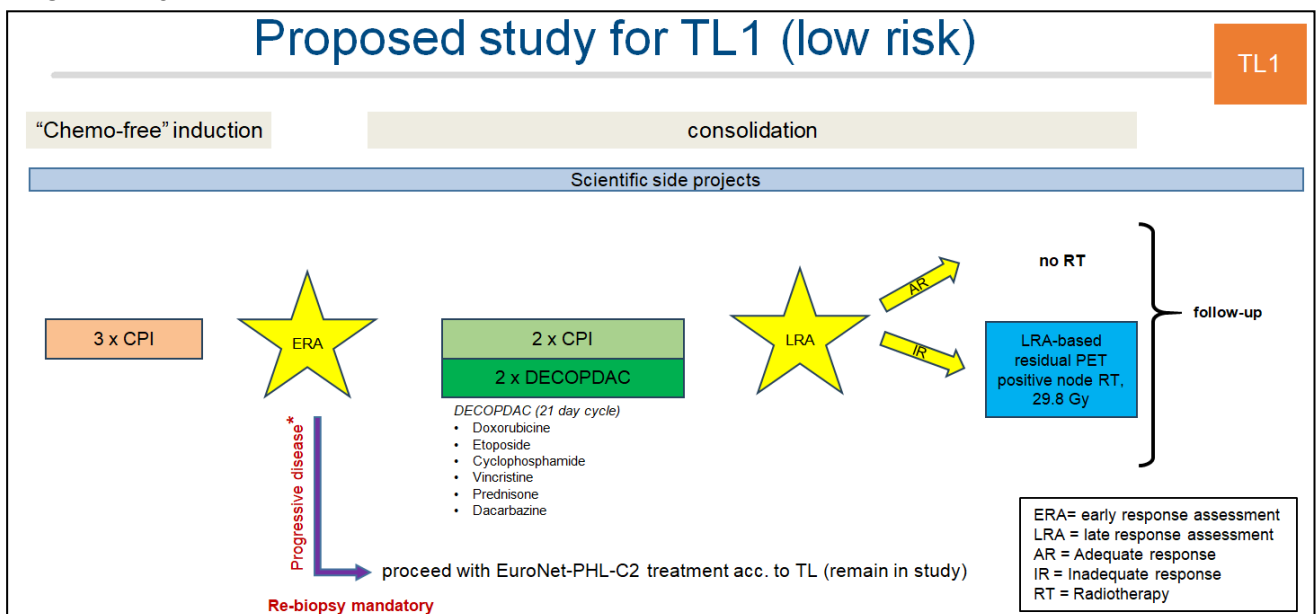 Proposed study for TL1 (low risk)
TL1
“Chemo-free” induction
consolidation
Scientific side projects
3 x CPI
ERA
2 x CPI
2 x DECOPDAC
DECOPDAC (21 day cycle)
• Doxorubicine
• Etoposide
• Cyclophosphamide
• Vincristine
• Prednisone
• Dacarbazine
LRA
AR
IR
no RT
LRA-based
residual PET
positive node RT,
29.8 Gy
follow-up
Progressive disease*
proceed with EuroNet-PHL-C2 treatment acc. to TL (remain in study)
Re-biopsy mandatory
ERA= early response assessment
LRA = late response assessment
AR = Adequate response
IR = Inadequate response
RT = Radiotherapy